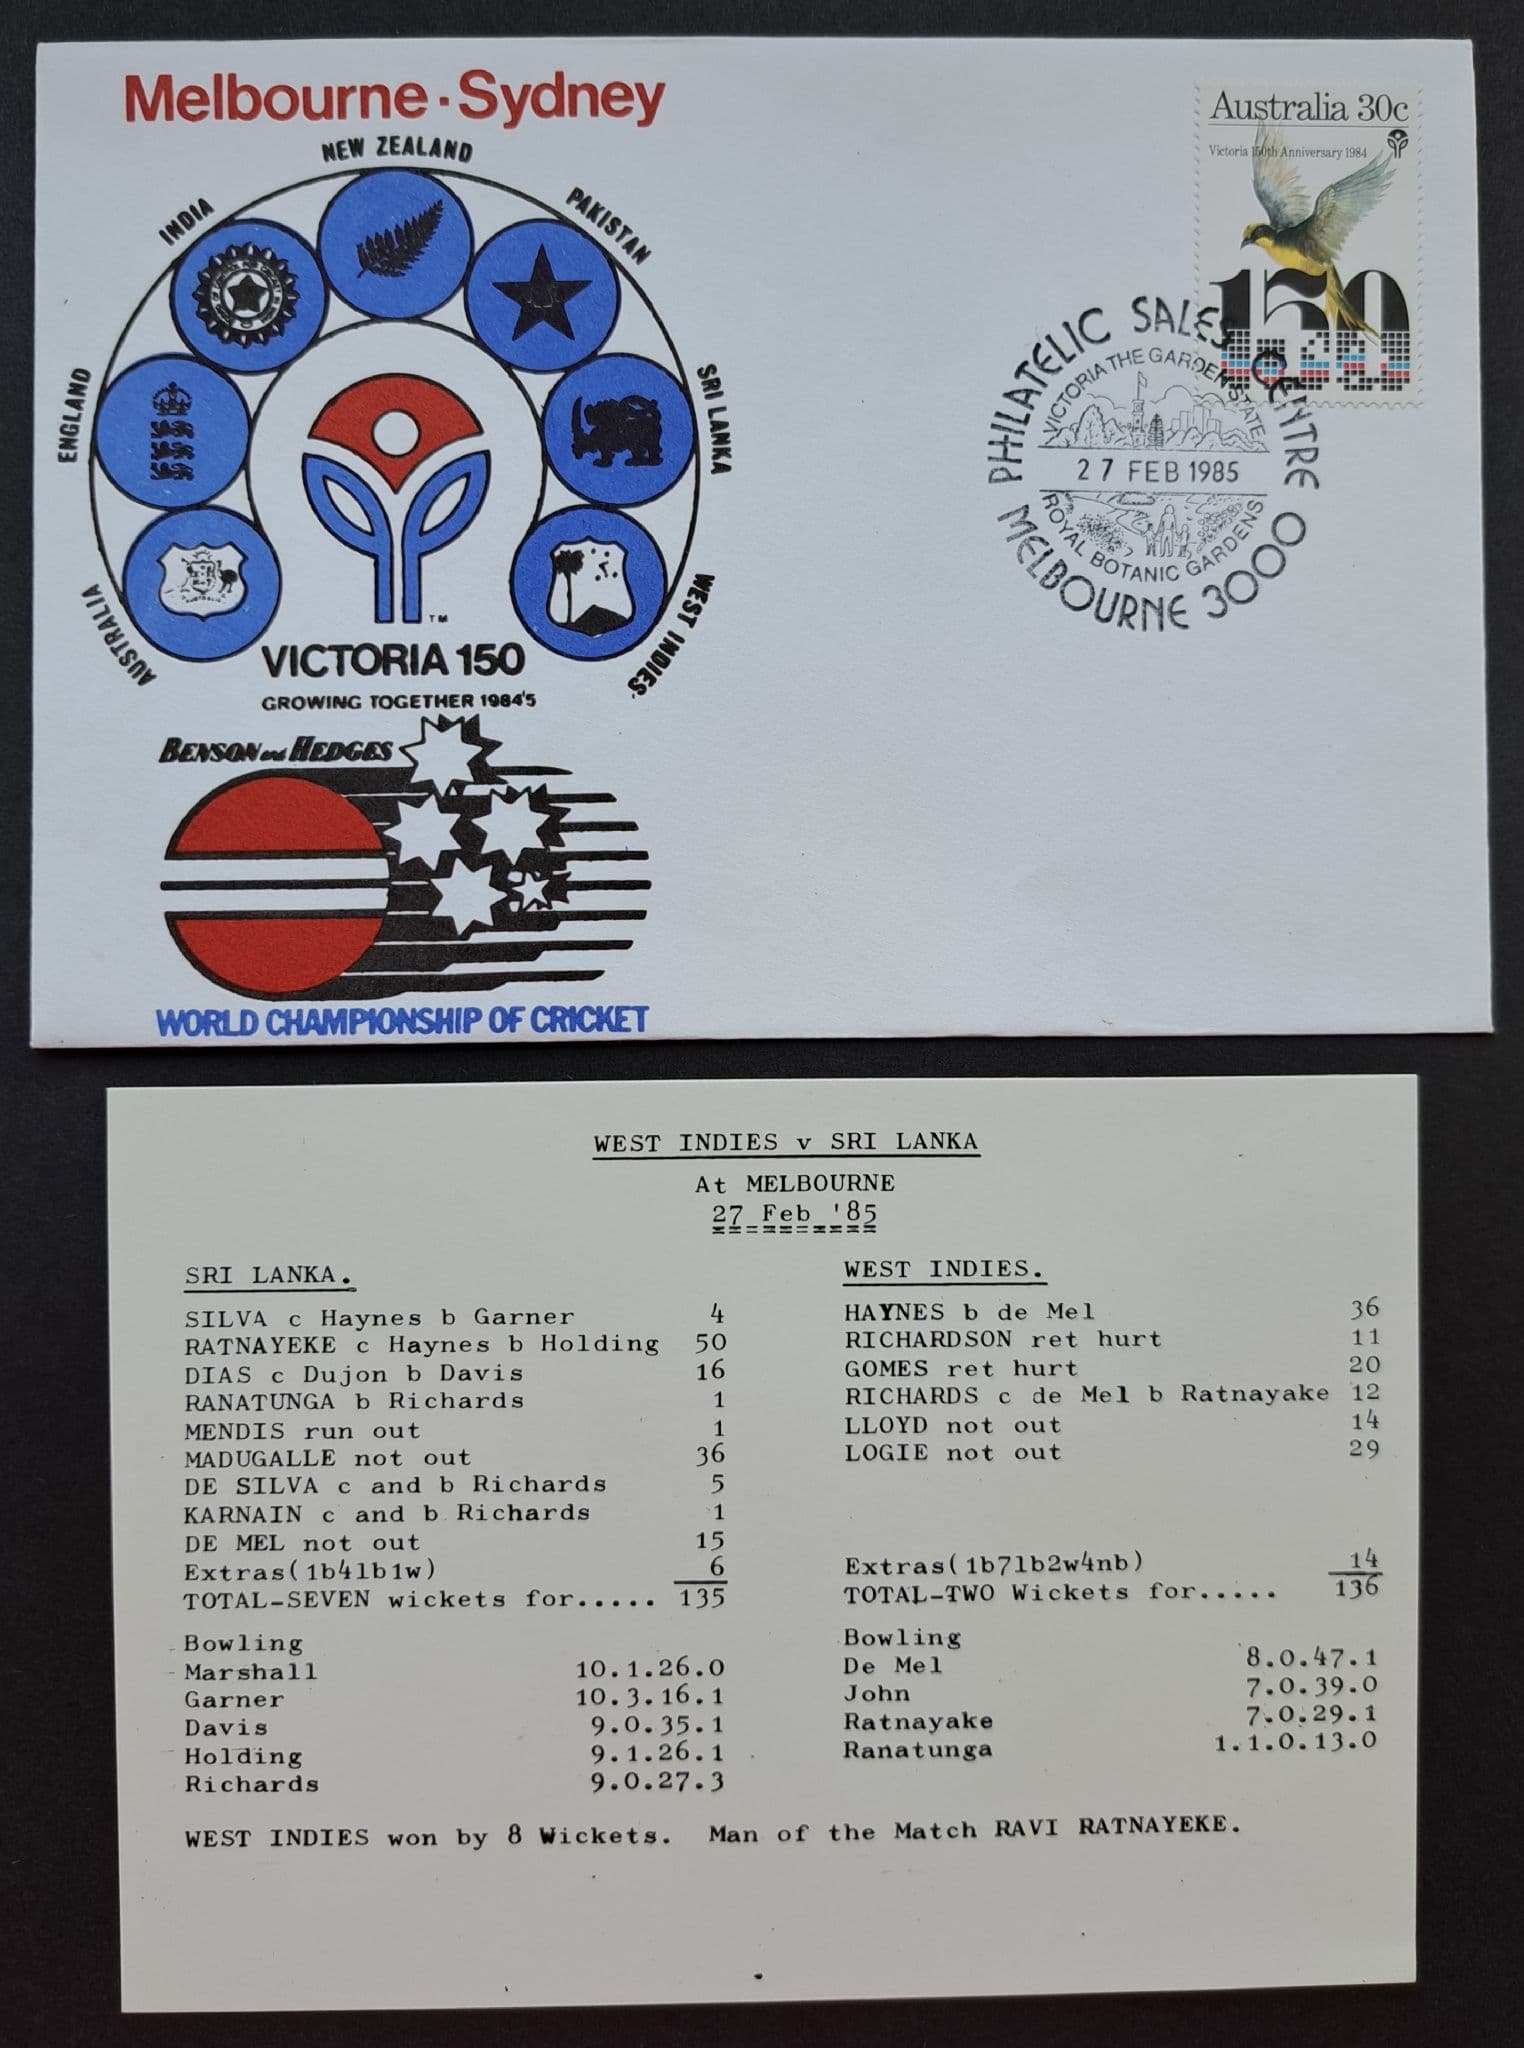 Melbourne · Sydney
NEW ZEALAND
INDIA
PAKISTAN
ENGLAND
SRI LANKA
AUSTRALIA
WEST INDIES
TM
VICTORIA 150
GROWING TOGETHER 1984'5
BENSON and HEDGES
WORLD CHAMPIONSHIP OF CRICKET
Australia 30c
Victoria 150th Anniversary 1984
150
PHILATELIC SALES CENTRE
VICTORIA THE GARDEN STATE
27 FEB 1985
ROYAL BOTANIC GARDENS
MELBOURNE 3000
WEST INDIES v SRI LANKA
At MELBOURNE
27 Feb '85
SRI LANKA.
SILVA c Haynes b Garner 4
RATNAYEKE c Haynes b Holding 50
DIAS c Dujon b Davis 16
RANATUNGA b Richards 1
MENDIS run out 1
MADUGALLE not out 36
DE SILVA c and b Richards 5
KARNAIN c and b Richards 1
DE MEL not out 15
Extras(1b4lb1w) 6
TOTAL-SEVEN wickets for..... 135
Bowling
Marshall 10.1.26.0
Garner 10.3.16.1
Davis 9.0.35.1
Holding 9.1.26.1
Richards 9.0.27.3
WEST INDIES.
HAYNES b de Mel 36
RICHARDSON ret hurt 11
GOMES ret hurt 20
RICHARDS c de Mel b Ratnayake 12
LLOYD not out 14
LOGIE not out 29
Extras(1b7lb2w4nb) 14
TOTAL-TWO Wickets for..... 136
Bowling
De Mel 8.0.47.1
John 7.0.39.0
Ratnayake 7.0.29.1
Ranatunga 1.1.0.13.0
WEST INDIES won by 8 Wickets. Man of the Match RAVI RATNAYEKE.